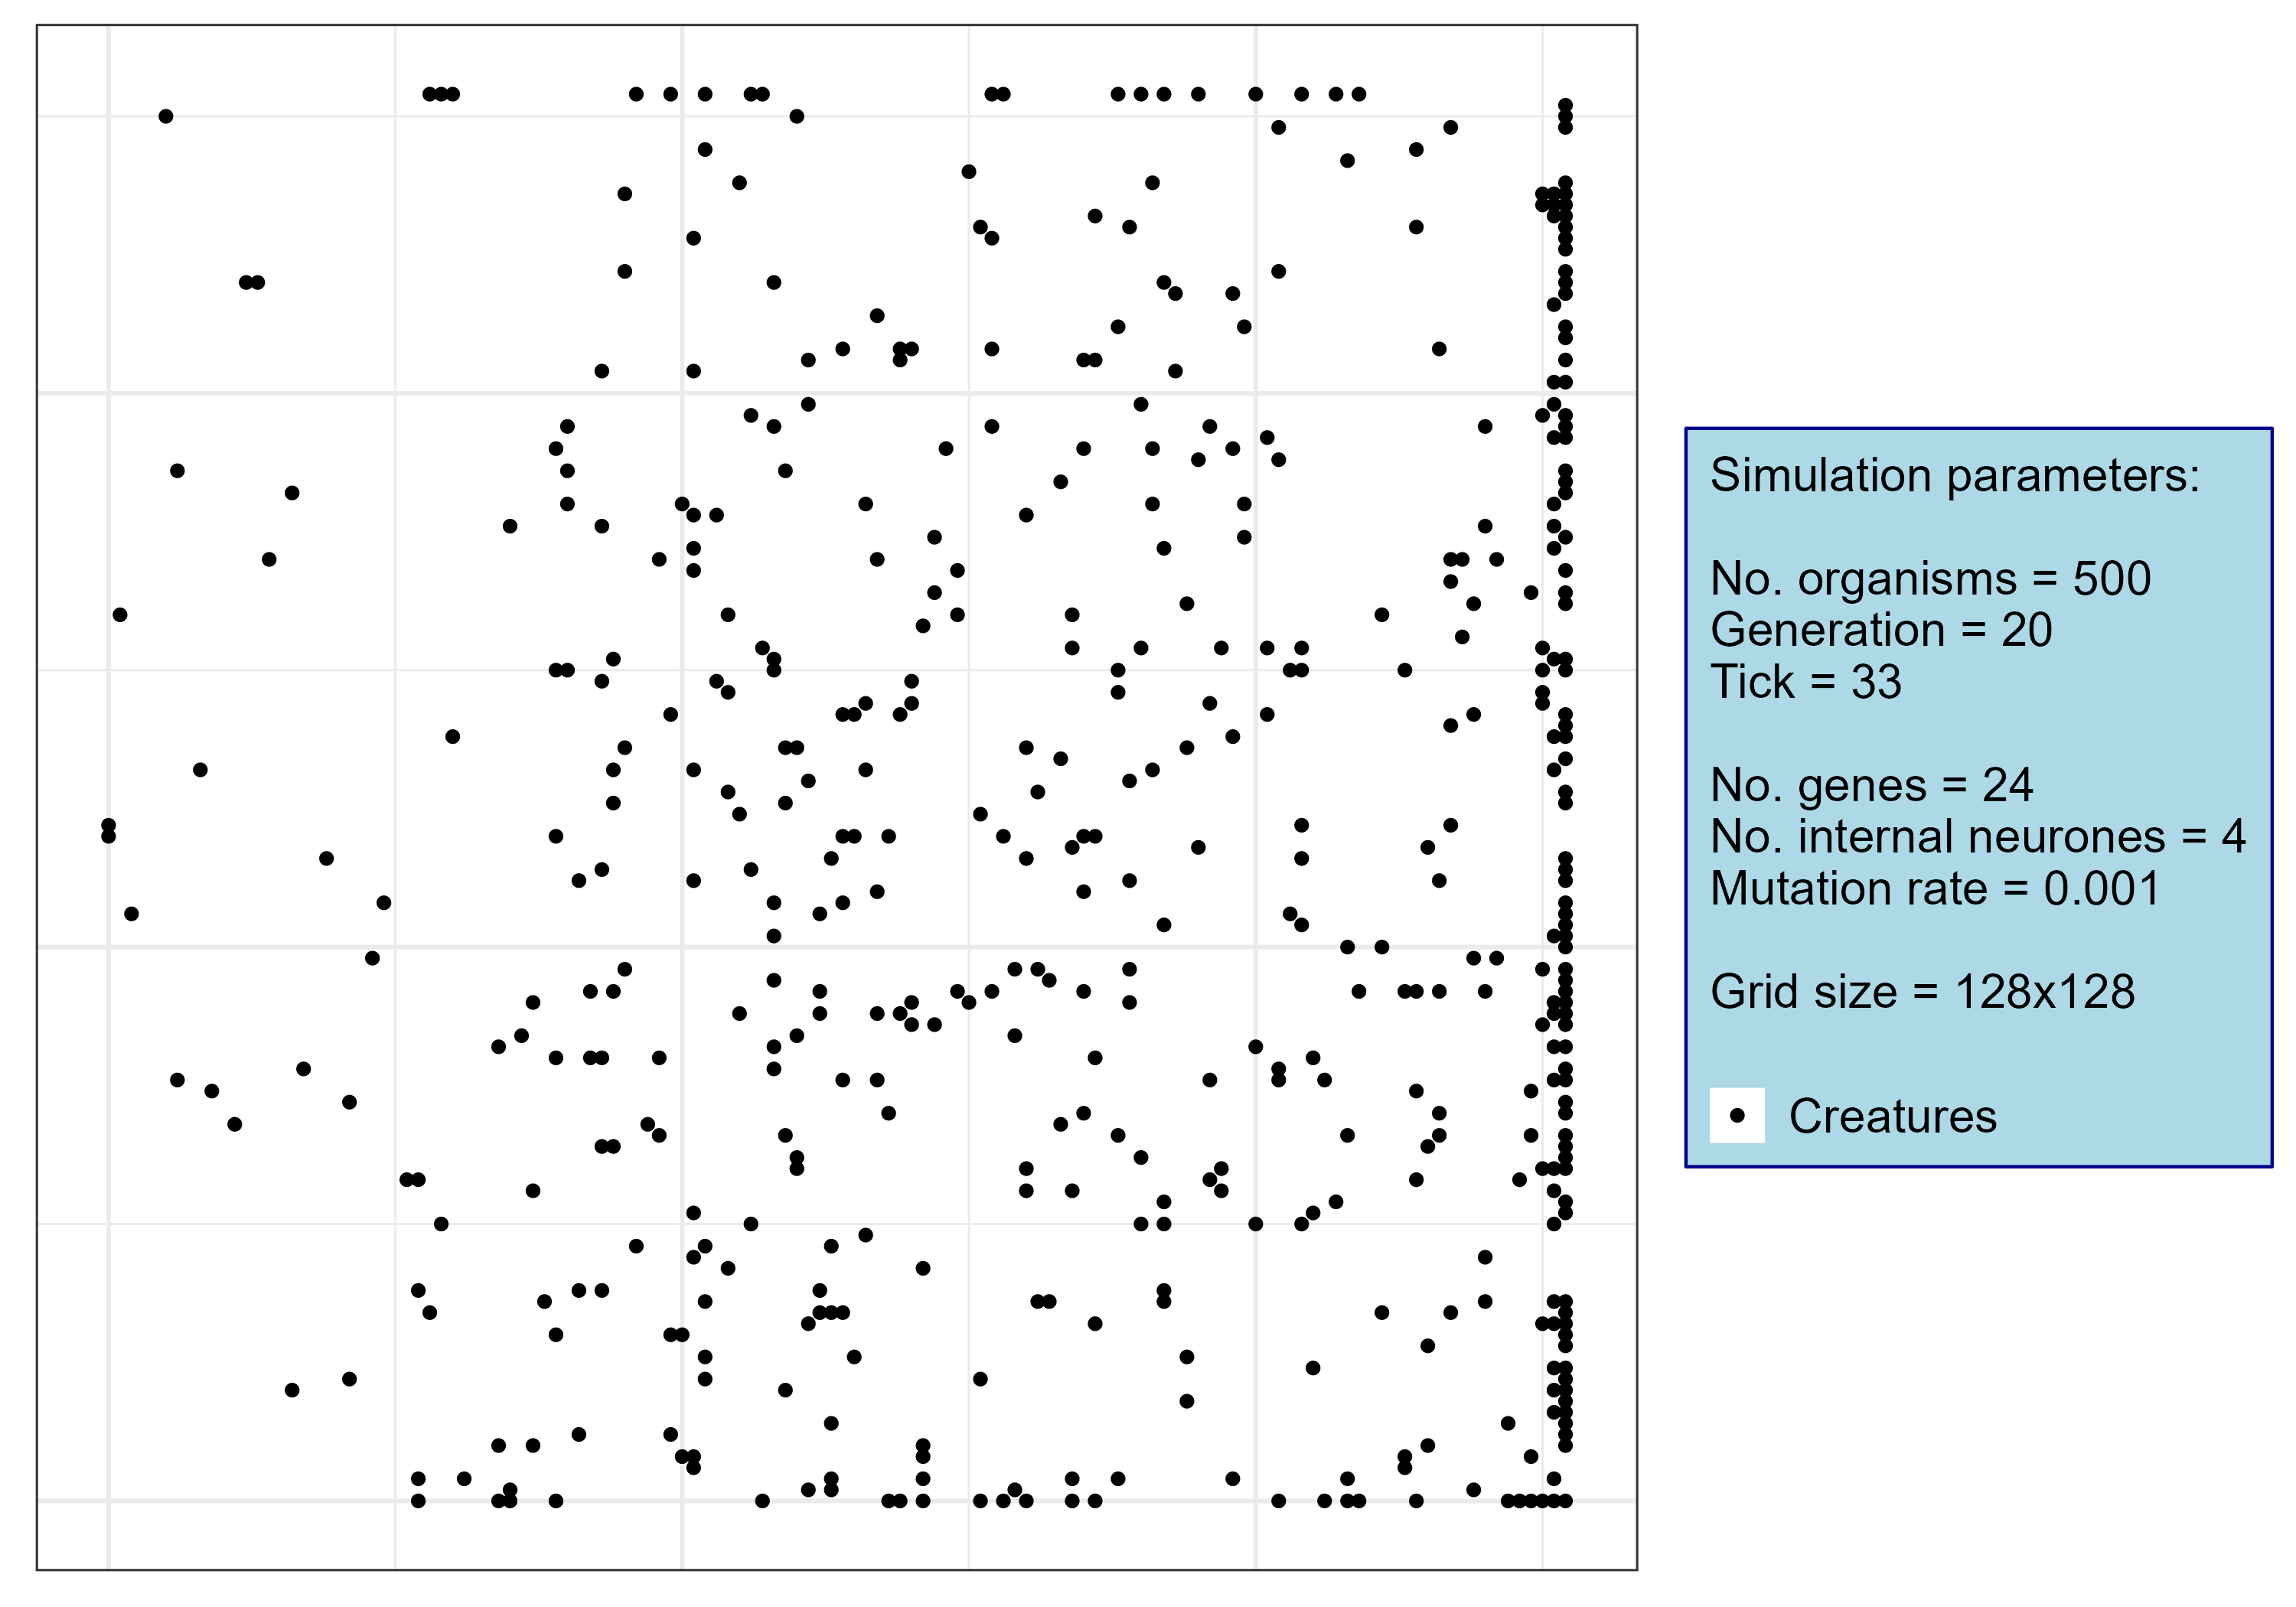 Simulation parameters:
No. organisms = 500
Generation = 20
Tick = 33
No. genes = 24
No. internal neurones = 4
Mutation rate = 0.001
Grid size = 128x128
Creatures